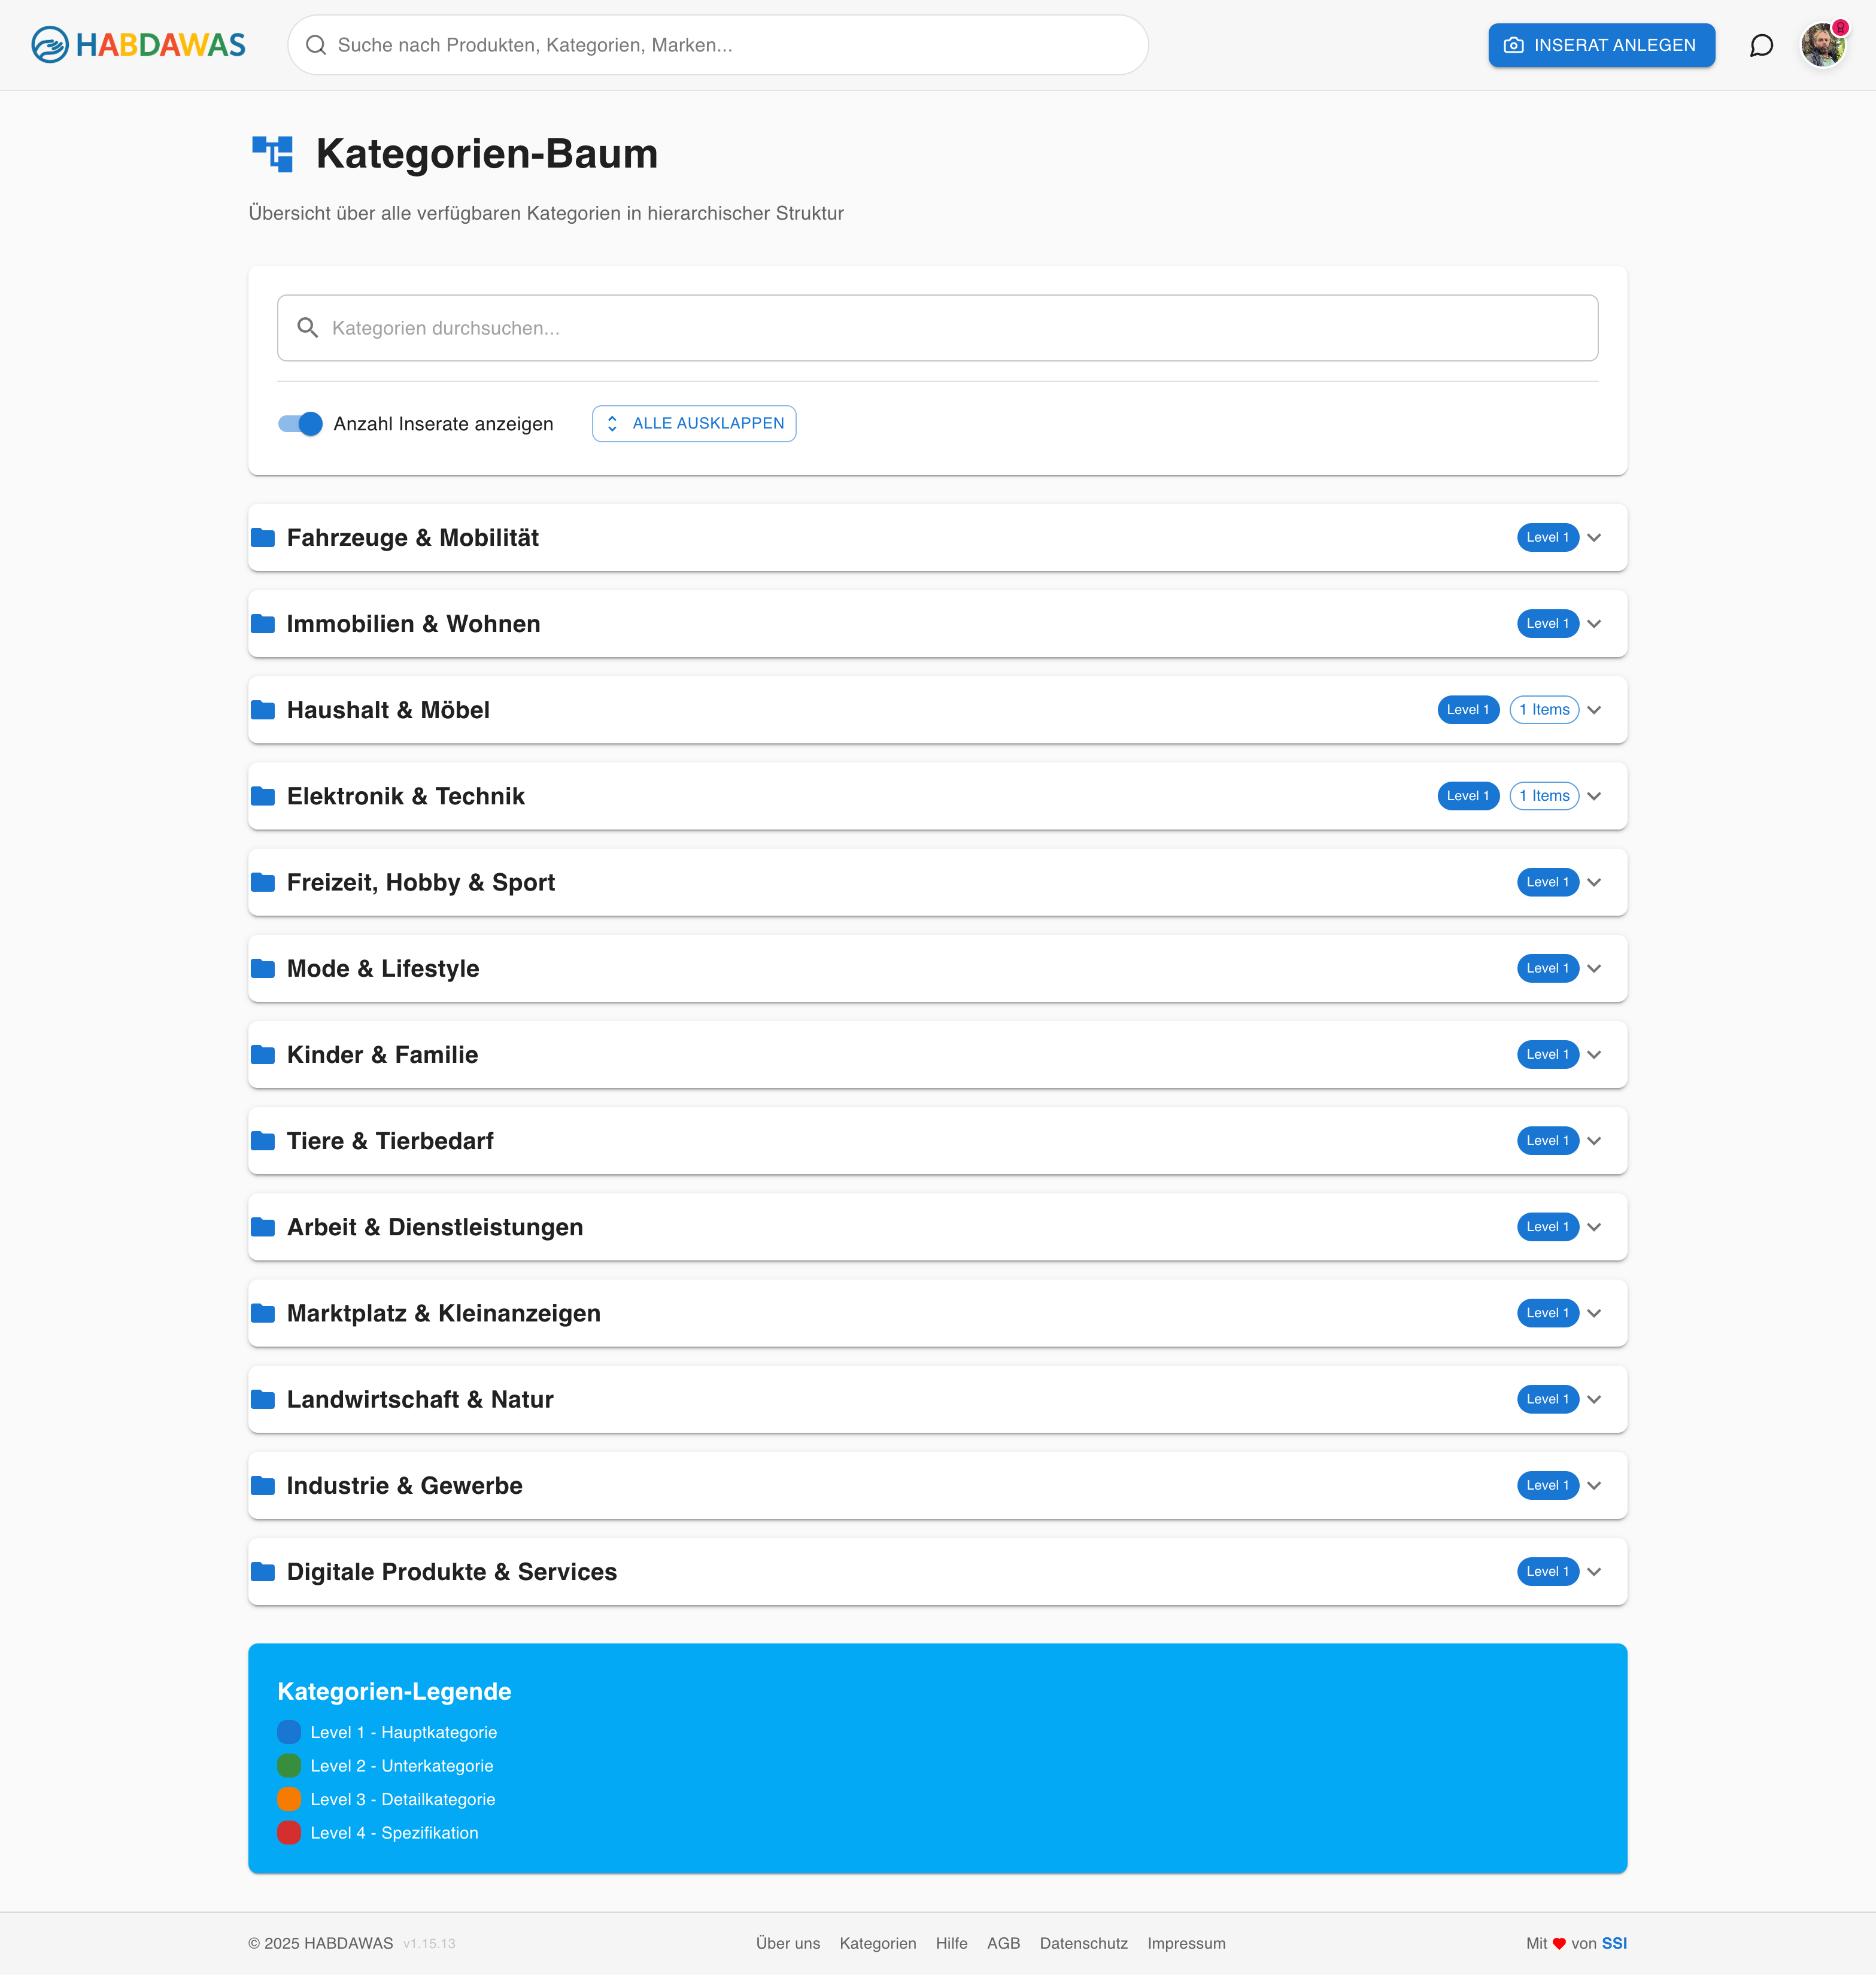 HABDAWAS
Suche nach Produkten, Kategorien, Marken...
INSERAT ANLEGEN
Kategorien-Baum
Übersicht über alle verfügbaren Kategorien in hierarchischer Struktur
Kategorien durchsuchen...
Anzahl Inserate anzeigen
ALLE AUSKLAPPEN
Fahrzeuge & Mobilität Level 1
Immobilien & Wohnen Level 1
Haushalt & Möbel Level 1 1 Items
Elektronik & Technik Level 1 1 Items
Freizeit, Hobby & Sport Level 1
Mode & Lifestyle Level 1
Kinder & Familie Level 1
Tiere & Tierbedarf Level 1
Arbeit & Dienstleistungen Level 1
Marktplatz & Kleinanzeigen Level 1
Landwirtschaft & Natur Level 1
Industrie & Gewerbe Level 1
Digitale Produkte & Services Level 1
Kategorien-Legende
Level 1 - Hauptkategorie
Level 2 - Unterkategorie
Level 3 - Detailkategorie
Level 4 - Spezifikation
© 2025 HABDAWAS v1.15.13 Über uns Kategorien Hilfe AGB Datenschutz Impressum Mit ❤ von SSI